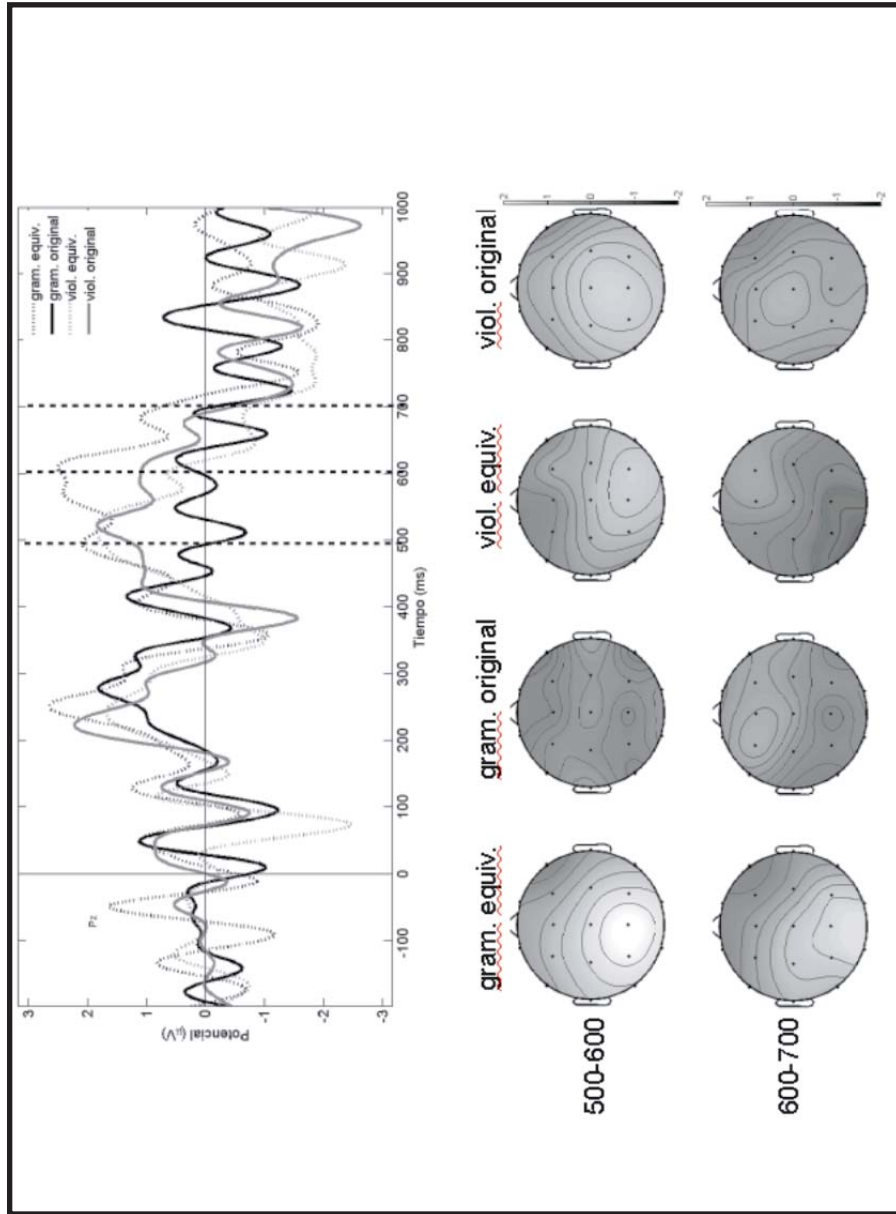 3
2
1
0
-1
-2
-3
Potencial (μV)
Pz
-100
0
100
200
300
400
500
600
700
800
900
1000
Tiempo (ms)
gram. equiv.
gram. original
viol. equiv.
viol. original
gram. equiv.
gram. original
viol. equiv.
viol. original
500-600
2
1
0
-1
-2
600-700
2
1
0
-1
-2